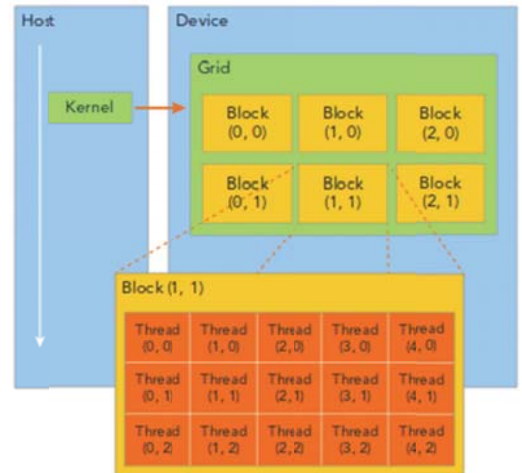 Host
Device
Grid
Kernel
Block
(0, 0)
Block
(1, 0)
Block
(2, 0)
Block
(0, 1)
Block
(1, 1)
Block
(2, 1)
Block (1, 1)
Thread
(0, 0)
Thread
(1, 0)
Thread
(2,0)
Thread
(3, 0)
Thread
(4, 0)
Thread
(0, 1)
Thread
(1, 1)
Thread
(2,1)
Thread
(3, 1)
Thread
(4, 1)
Thread
(0, 2)
Thread
(1, 2)
Thread
(2,2)
Thread
(3, 2)
Thread
(4, 2)